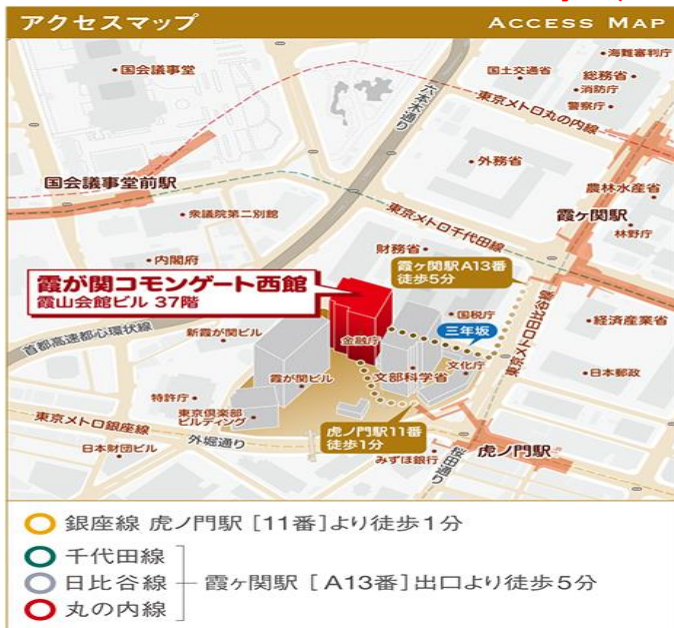 アクセスマップ
ACCESS MAP
海難審判庁
国会議事堂
国土交通省
総務省
消防庁
警察庁
六本木通り
東京メトロ丸の内線
外務省
国会議事堂前駅
農林水産省
衆議院第二別館
霞ヶ関駅
東京メトロ千代田線
林野庁
内閣府
財務省
霞ヶ関駅A13番
徒歩5分
霞が関コモンゲート西館
霞山会館ビル 37階
国税庁
東京メトロ日比谷線
経済産業省
首都高速都心環状線
新霞が関ビル
金融庁
三年坂
霞が関ビル
文部科学省
文化庁
日本郵政
特許庁
東京倶楽部
ビルディング
東京メトロ銀座線
外堀通り
虎ノ門駅11番
徒歩1分
日本財団ビル
みずほ銀行
桜田通り
虎ノ門駅
銀座線 虎ノ門駅 [11番]より徒歩1分
千代田線
日比谷線
霞ヶ関駅 [A13番]出口より徒歩5分
丸の内線